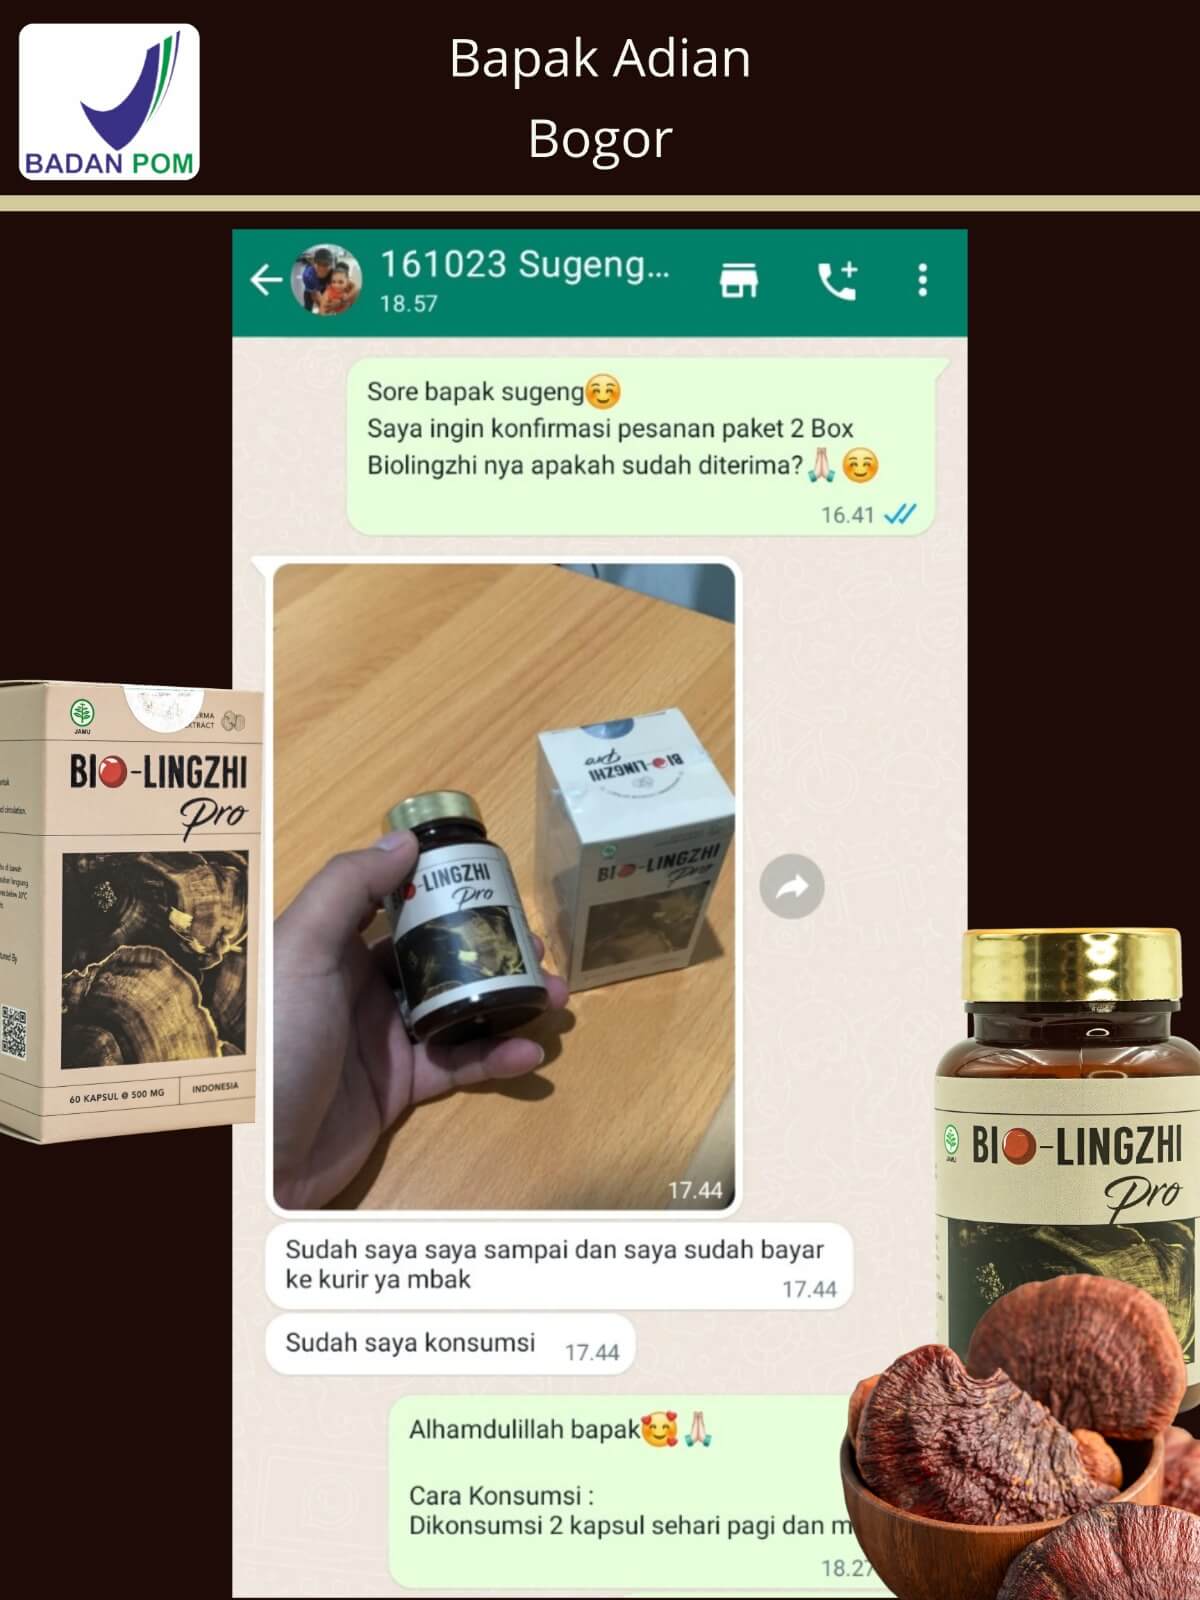 BADAN POM
Bapak Adian
Bogor
161023 Sugeng...
18.57
Sore bapak sugeng😊
Saya ingin konfirmasi pesanan paket 2 Box
Biolingzhi nya apakah sudah diterima?🙏🏻😊
16.41
BIO-LINGZHI
Pro
BIO-LINGZHI
Pro
BIO-LINGZHI
Pro
17.44
Sudah saya saya sampai dan saya sudah bayar
ke kurir ya mbak
17.44
Sudah saya konsumsi
17.44
Alhamdulillah bapak🥰🙏🏻
Cara Konsumsi :
Dikonsumsi 2 kapsul sehari pagi dan m
18.27
JAMU
BIO-LINGZHI
Pro
60 KAPSUL @ 500 MG
INDONESIA
JAMU
BIO-LINGZHI
Pro